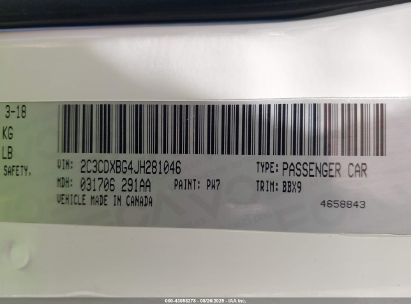 3-18
KG
LB
SAFETY.
VIN: 2C3CDXBG4JH281046 TYPE: PASSENGER CAR
MDH: 031706 291AA PAINT: PW7 TRIM: BBX9
VEHICLE MADE IN CANADA
4658843